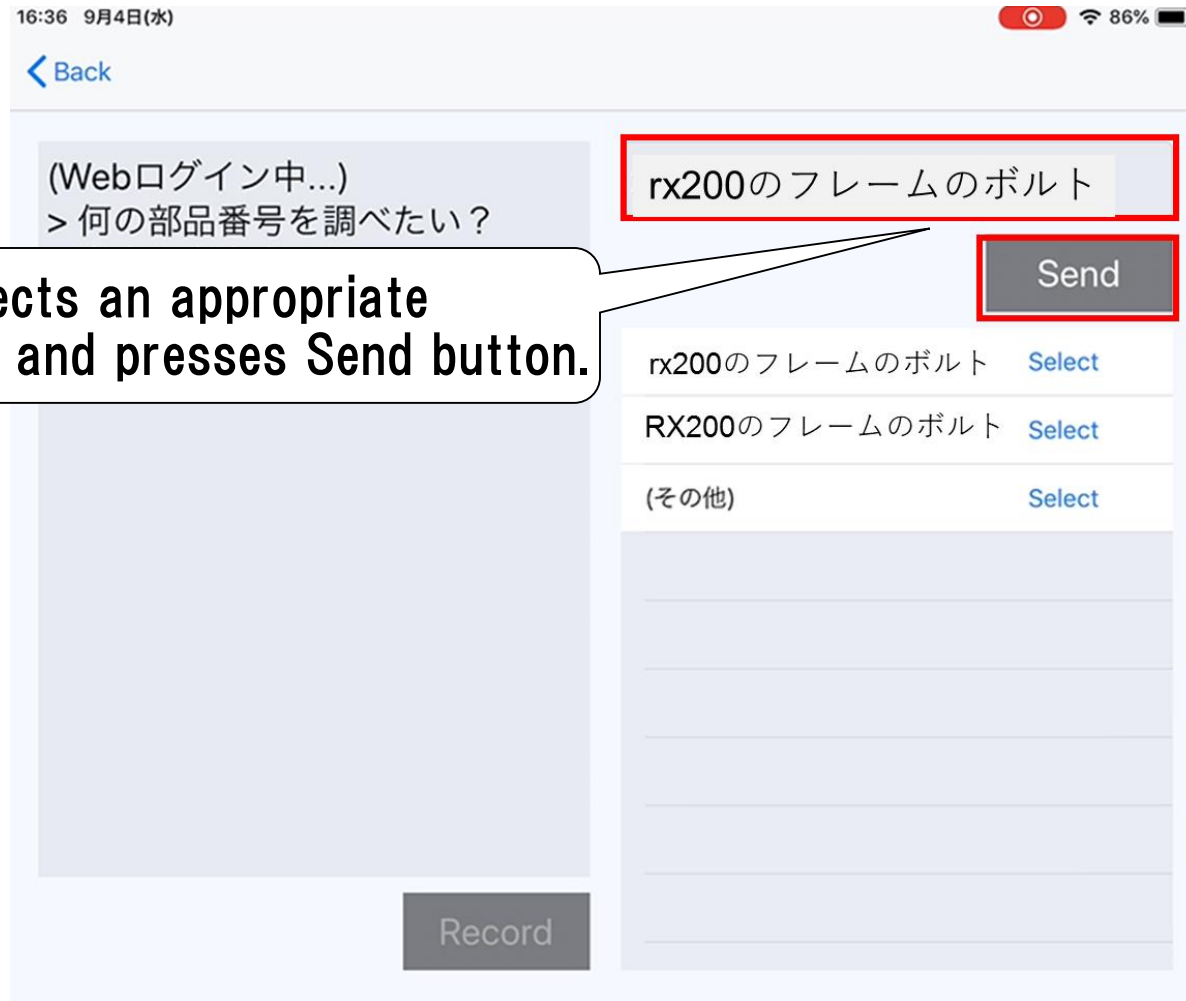 16:36 9月4日(水)
86%
Back
(Webログイン中...)
> 何の部品番号を調べたい？
an appropriate
and presses Send button.
Record
rx200のフレームのボルト
Send
rx200のフレームのボルト Select
RX200のフレームのボルト Select
(その他) Select